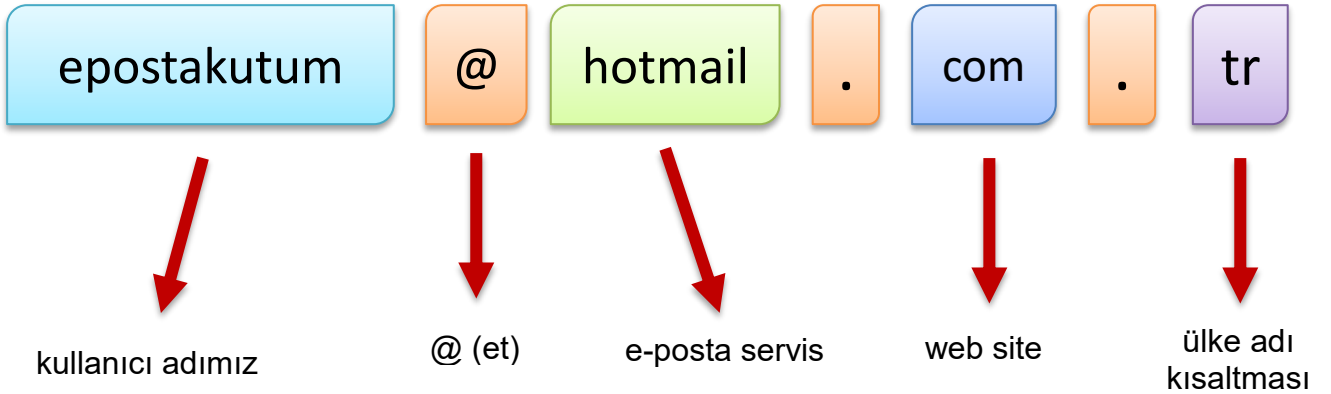 epostakutum @ hotmail . com . tr
kullanıcı adımız @ (et) e-posta servis web site ülke adı
kısaltması